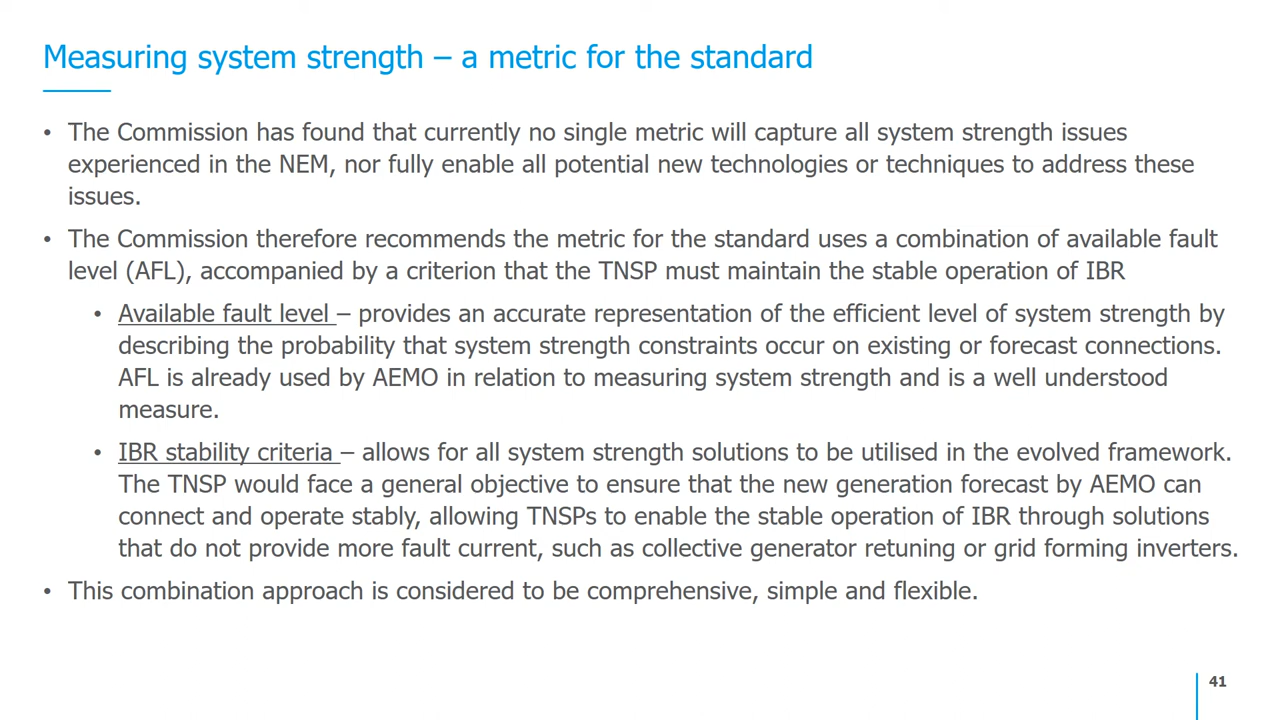 Measuring system strength – a metric for the standard
• The Commission has found that currently no single metric will capture all system strength issues
experienced in the NEM, nor fully enable all potential new technologies or techniques to address these
issues.
• The Commission therefore recommends the metric for the standard uses a combination of available fault
level (AFL), accompanied by a criterion that the TNSP must maintain the stable operation of IBR
• Available fault level – provides an accurate representation of the efficient level of system strength by
describing the probability that system strength constraints occur on existing or forecast connections.
AFL is already used by AEMO in relation to measuring system strength and is a well understood
measure.
• IBR stability criteria – allows for all system strength solutions to be utilised in the evolved framework.
The TNSP would face a general objective to ensure that the new generation forecast by AEMO can
connect and operate stably, allowing TNSPs to enable the stable operation of IBR through solutions
that do not provide more fault current, such as collective generator retuning or grid forming inverters.
• This combination approach is considered to be comprehensive, simple and flexible.
41